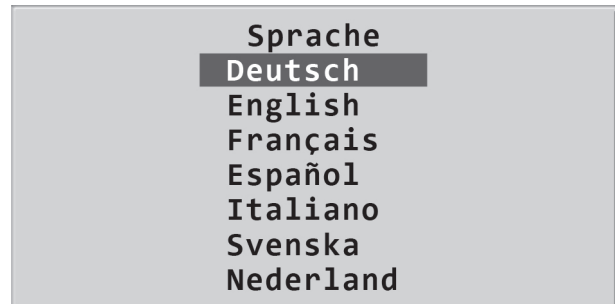 Sprache
Deutsch
English
Français
Español
Italiano
Svenska
Nederland